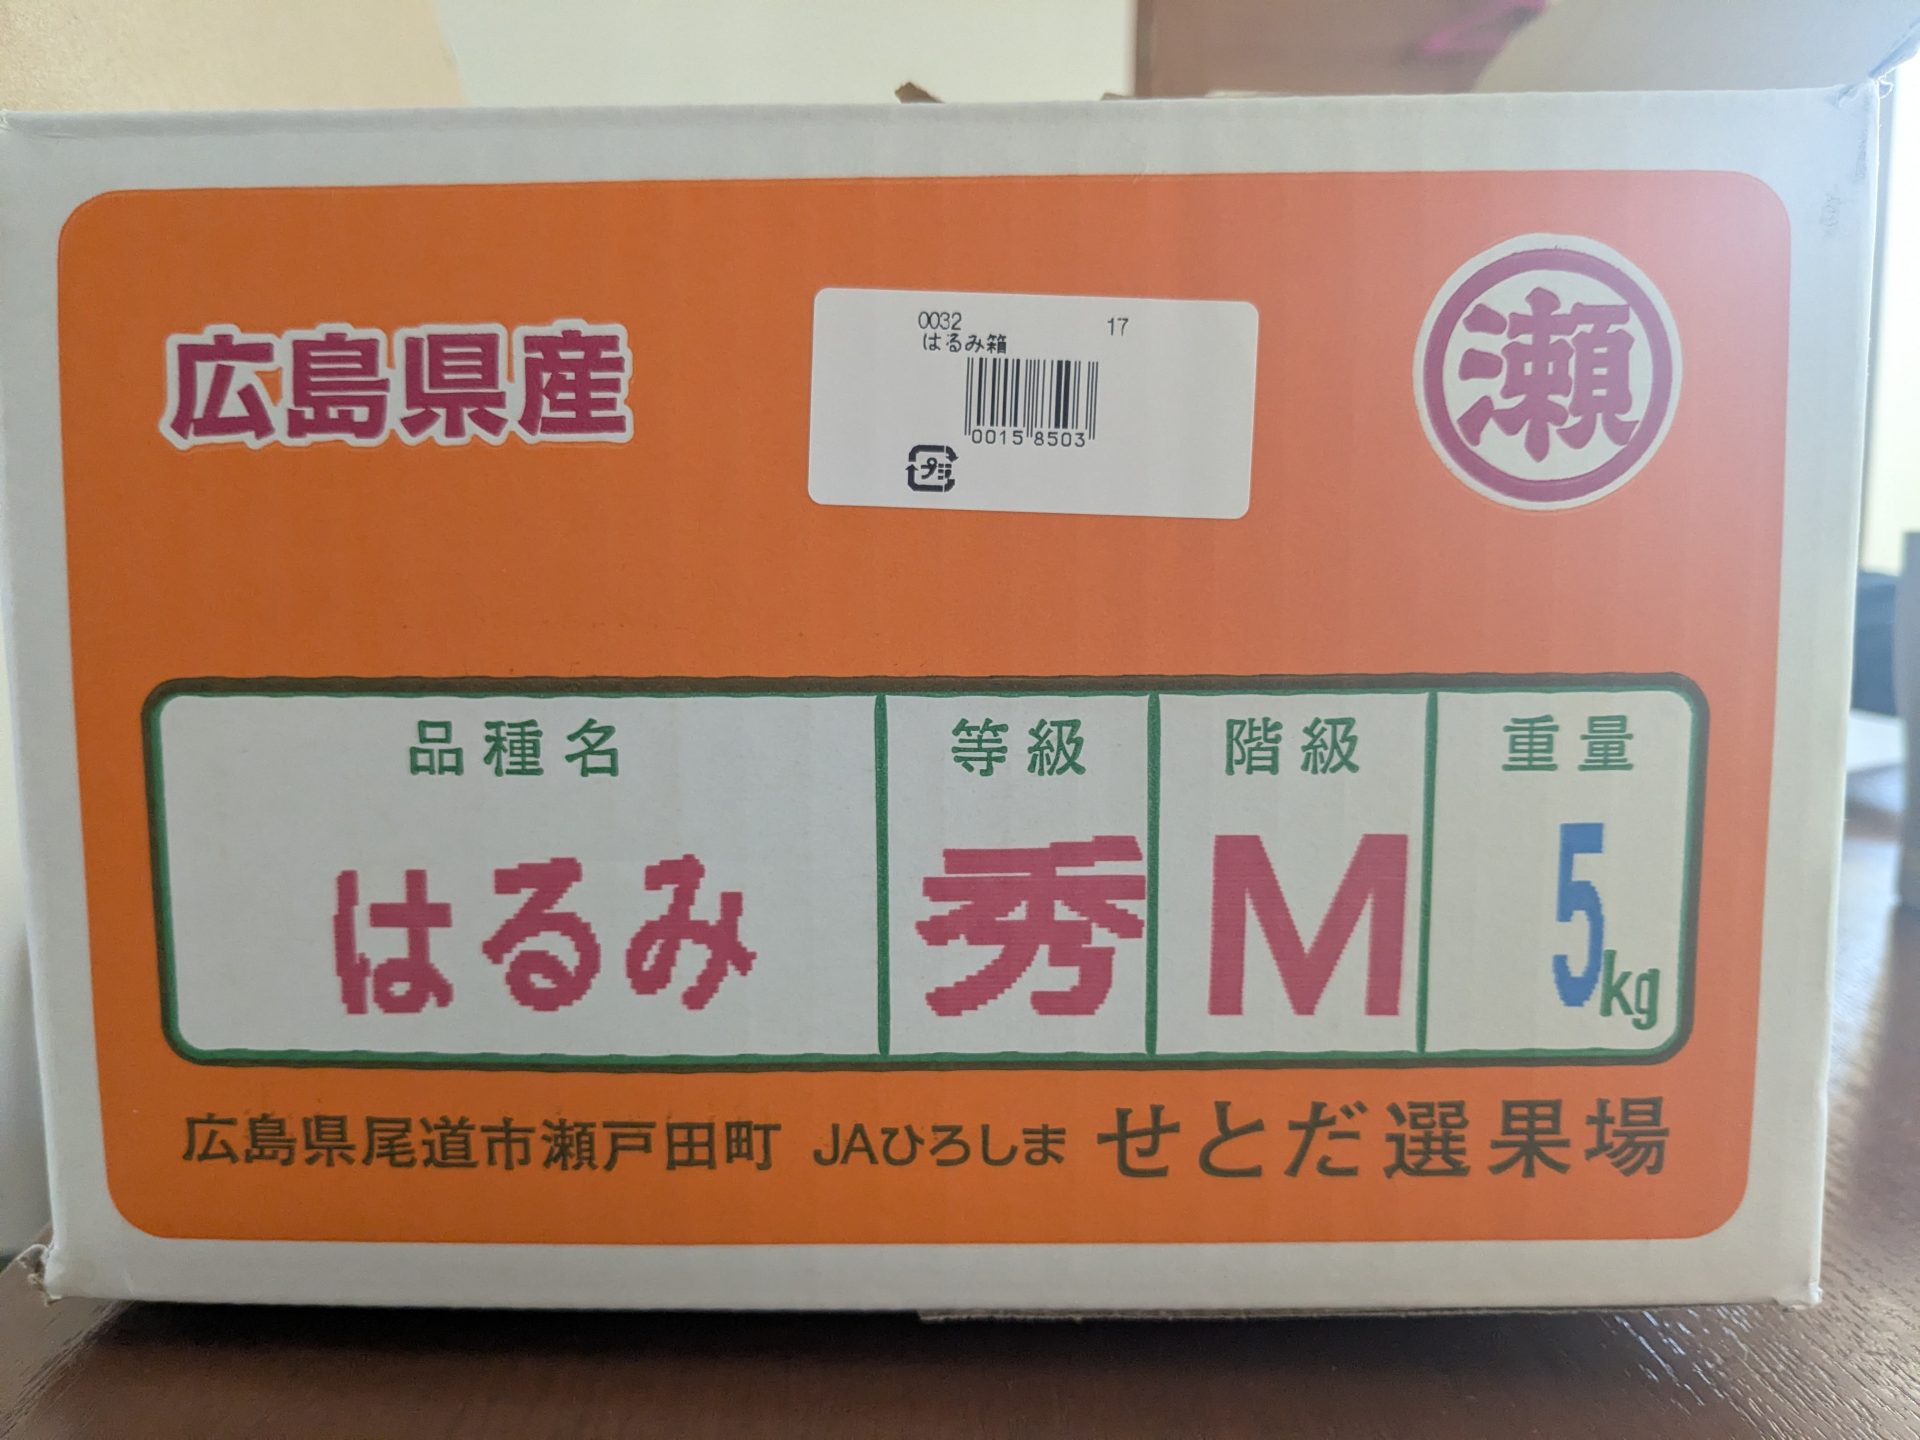 広島県産
0032 17
はるみ箱
0015 8503
プラ
瀬
品種名 等級 階級 重量
はるみ 秀 M 5kg
広島県尾道市瀬戸田町 JAひろしま せとだ選果場